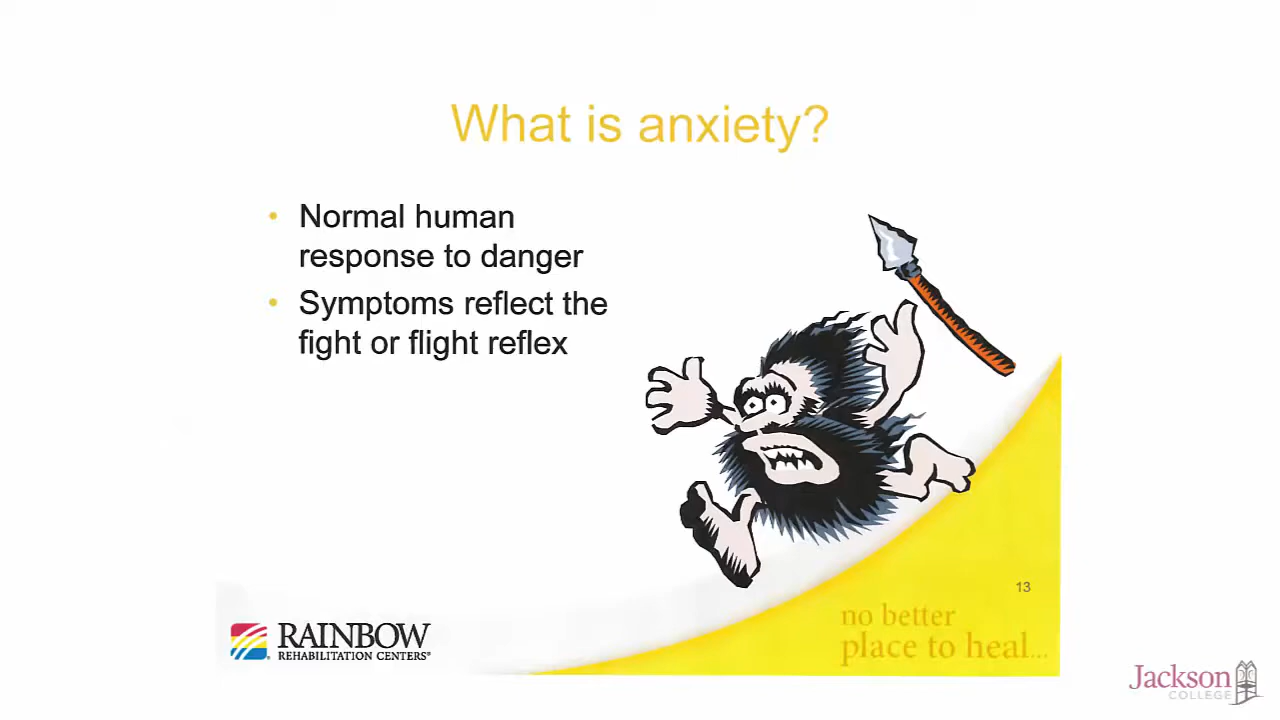 What is anxiety?
• Normal human
response to danger
• Symptoms reflect the
fight or flight reflex
13
no better
place to heal...
RAINBOW
REHABILITATION CENTERS®
Jackson
COLLEGE